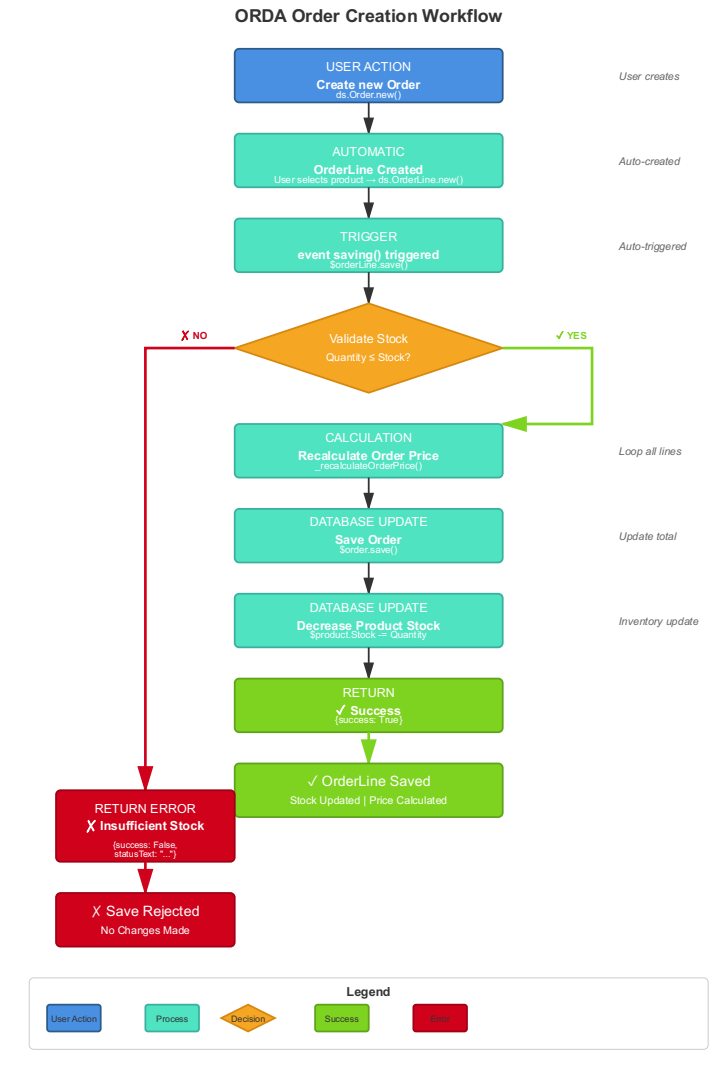 ORDA Order Creation Workflow
USER ACTION
Create new Order
ds.Order.new()
User creates
AUTOMATIC
OrderLine Created
User selects product → ds.OrderLine.new()
Auto-created
TRIGGER
event saving() triggered
$orderLine.save()
Auto-triggered
✗ NO
Validate Stock
Quantity ≤ Stock?
✓ YES
CALCULATION
Recalculate Order Price
_recalculateOrderPrice()
Loop all lines
DATABASE UPDATE
Save Order
$order.save()
Update total
DATABASE UPDATE
Decrease Product Stock
$product.Stock -= Quantity
Inventory update
RETURN
✓ Success
{success: True}
✓ OrderLine Saved
Stock Updated | Price Calculated
RETURN ERROR
✗ Insufficient Stock
{success: False,
statusText: "..."}
✗ Save Rejected
No Changes Made
Legend
User Action
Process
Decision
Success
Error